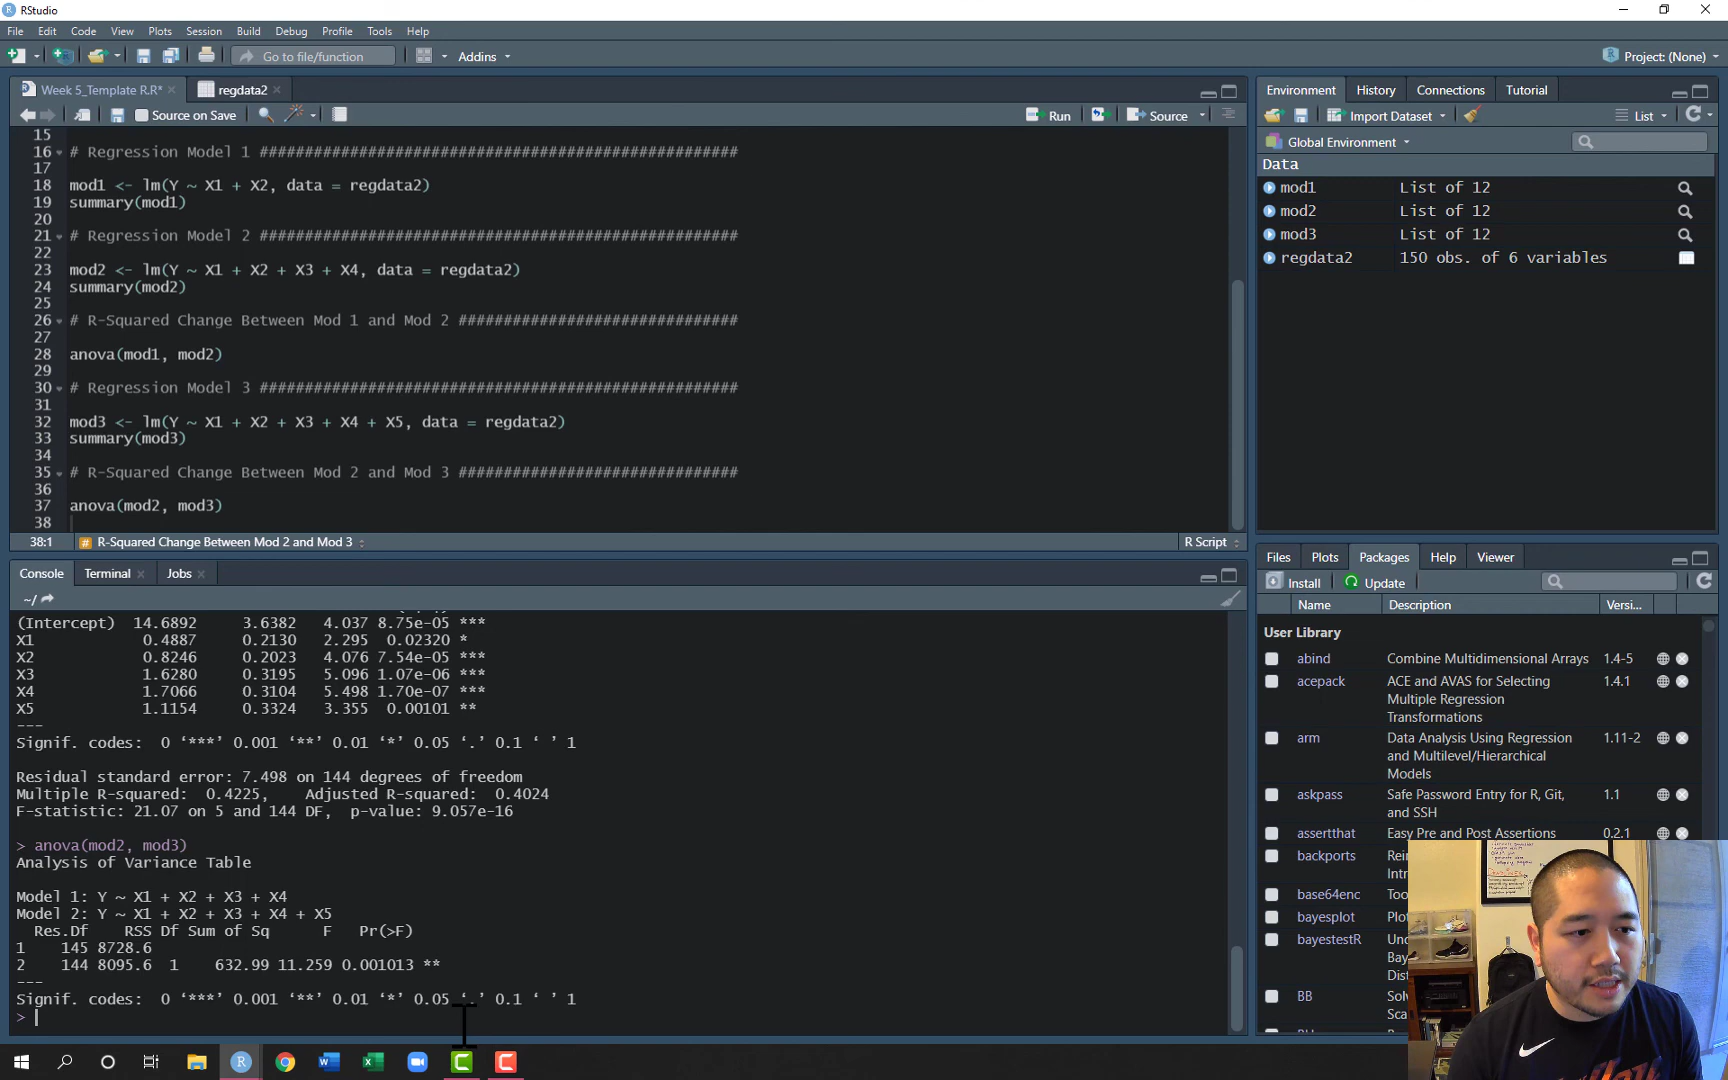 RStudio
File Edit Code View Plots Session Build Debug Profile Tools Help
Go to file/function Addins Project: (None)
Week 5_Template R.R* regdata2
Source on Save Run Source
15
16 # Regression Model 1 #####################################################
17
18 mod1 <- lm(Y ~ X1 + X2, data = regdata2)
19 summary(mod1)
20
21 # Regression Model 2 #####################################################
22
23 mod2 <- lm(Y ~ X1 + X2 + X3 + X4, data = regdata2)
24 summary(mod2)
25
26 # R-Squared Change Between Mod 1 and Mod 2 ###############################
27
28 anova(mod1, mod2)
29
30 # Regression Model 3 #####################################################
31
32 mod3 <- lm(Y ~ X1 + X2 + X3 + X4 + X5, data = regdata2)
33 summary(mod3)
34
35 # R-Squared Change Between Mod 2 and Mod 3 ###############################
36
37 anova(mod2, mod3)
38
38:1 # R-Squared Change Between Mod 2 and Mod 3 R Script
Console Terminal Jobs
~/
(Intercept) 14.6892 3.6382 4.037 8.75e-05 ***
X1 0.4887 0.2130 2.295 0.02320 *
X2 0.8246 0.2023 4.076 7.54e-05 ***
X3 1.6280 0.3195 5.096 1.07e-06 ***
X4 1.7066 0.3104 5.498 1.70e-07 ***
X5 1.1154 0.3324 3.355 0.00101 **
---
Signif. codes: 0 ‘***’ 0.001 ‘**’ 0.01 ‘*’ 0.05 ‘.’ 0.1 ‘ ’ 1
Residual standard error: 7.498 on 144 degrees of freedom
Multiple R-squared: 0.4225, Adjusted R-squared: 0.4024
F-statistic: 21.07 on 5 and 144 DF, p-value: 9.057e-16
> anova(mod2, mod3)
Analysis of Variance Table
Model 1: Y ~ X1 + X2 + X3 + X4
Model 2: Y ~ X1 + X2 + X3 + X4 + X5
Res.Df RSS Df Sum of Sq F Pr(>F)
1 145 8728.6
2 144 8095.6 1 632.99 11.259 0.001013 **
---
Signif. codes: 0 ‘***’ 0.001 ‘**’ 0.01 ‘*’ 0.05 ‘.’ 0.1 ‘ ’ 1
>
Environment History Connections Tutorial
Import Dataset List
Global Environment
Data
mod1 List of 12
mod2 List of 12
mod3 List of 12
regdata2 150 obs. of 6 variables
Files Plots Packages Help Viewer
Install Update
Name Description Versi...
User Library
abind Combine Multidimensional Arrays 1.4-5
acepack ACE and AVAS for Selecting 1.4.1
Multiple Regression
Transformations
arm Data Analysis Using Regression 1.11-2
and Multilevel/Hierarchical
Models
askpass Safe Password Entry for R, Git, 1.1
and SSH
assertthat Easy Pre and Post Assertions 0.2.1
backports
base64enc
bayesplot
bayestestR
BB